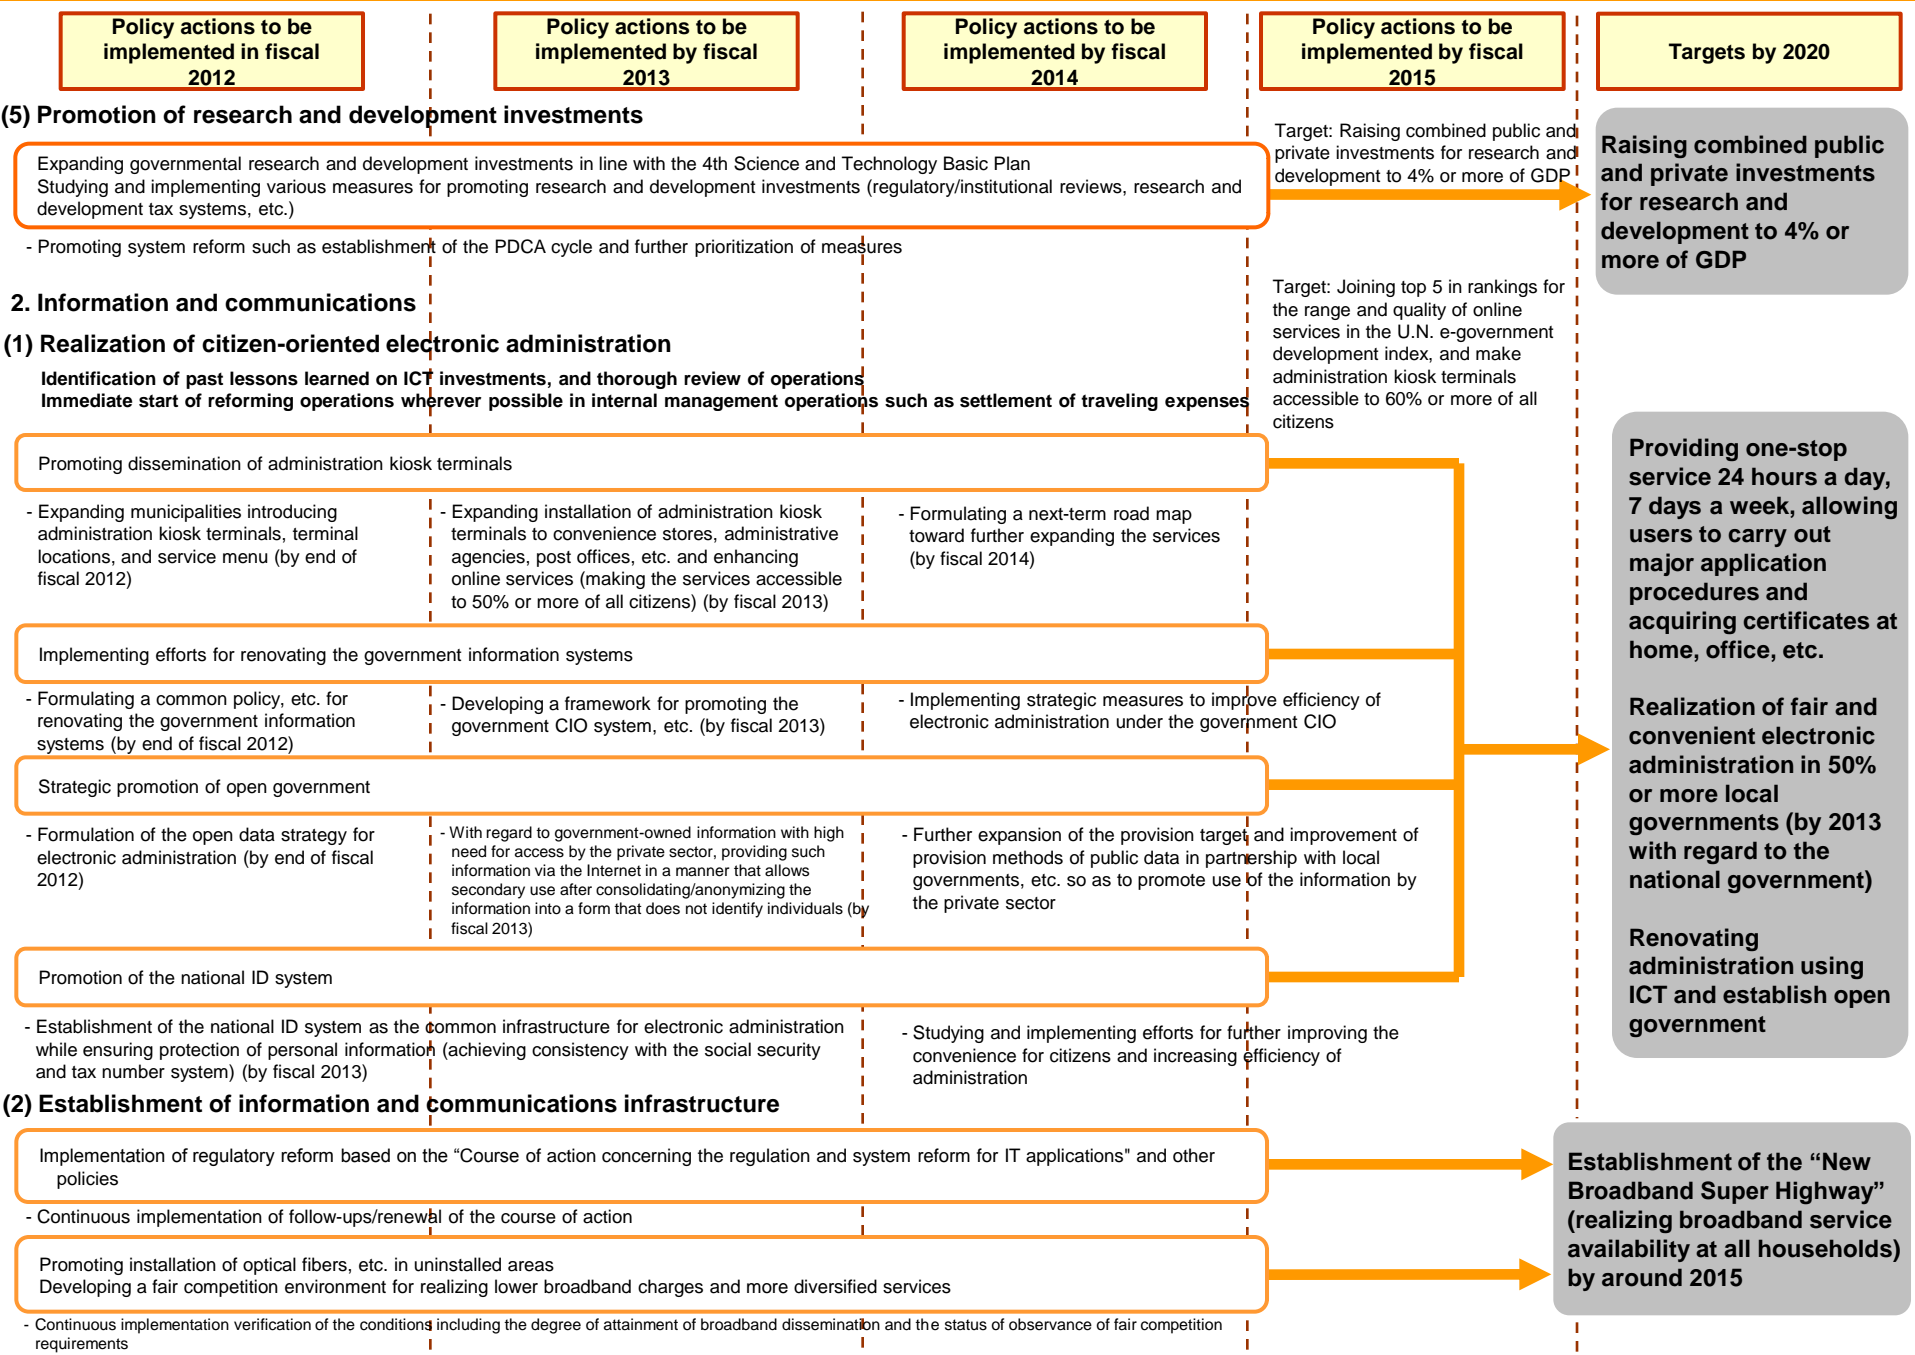 Policy actions to be
implemented in fiscal
2012
Policy actions to be
implemented by fiscal
2013
Policy actions to be
implemented by fiscal
2014
Policy actions to be
implemented by fiscal
2015
Targets by 2020
(5) Promotion of research and development investments
Expanding governmental research and development investments in line with the 4th Science and Technology Basic Plan
Studying and implementing various measures for promoting research and development investments (regulatory/institutional reviews, research and
development tax systems, etc.)
- Promoting system reform such as establishment of the PDCA cycle and further prioritization of measures
Target: Raising combined public and
private investments for research and
development to 4% or more of GDP
Raising combined public
and private investments
for research and
development to 4% or
more of GDP
2. Information and communications
(1) Realization of citizen-oriented electronic administration
Identification of past lessons learned on ICT investments, and thorough review of operations
Immediate start of reforming operations wherever possible in internal management operations such as settlement of traveling expenses
Target: Joining top 5 in rankings for
the range and quality of online
services in the U.N. e-government
development index, and make
administration kiosk terminals
accessible to 60% or more of all
citizens
Promoting dissemination of administration kiosk terminals
- Expanding municipalities introducing
administration kiosk terminals, terminal
locations, and service menu (by end of
fiscal 2012)
- Expanding installation of administration kiosk
terminals to convenience stores, administrative
agencies, post offices, etc. and enhancing
online services (making the services accessible
to 50% or more of all citizens) (by fiscal 2013)
- Formulating a next-term road map
toward further expanding the services
(by fiscal 2014)
Implementing efforts for renovating the government information systems
- Formulating a common policy, etc. for
renovating the government information
systems (by end of fiscal 2012)
- Developing a framework for promoting the
government CIO system, etc. (by fiscal 2013)
- Implementing strategic measures to improve efficiency of
electronic administration under the government CIO
Strategic promotion of open government
- Formulation of the open data strategy for
electronic administration (by end of fiscal
2012)
- With regard to government-owned information with high
need for access by the private sector, providing such
information via the Internet in a manner that allows
secondary use after consolidating/anonymizing the
information into a form that does not identify individuals (by
fiscal 2013)
- Further expansion of the provision target and improvement of
provision methods of public data in partnership with local
governments, etc. so as to promote use of the information by
the private sector
Promotion of the national ID system
- Establishment of the national ID system as the common infrastructure for electronic administration
while ensuring protection of personal information (achieving consistency with the social security
and tax number system) (by fiscal 2013)
- Studying and implementing efforts for further improving the
convenience for citizens and increasing efficiency of
administration
Providing one-stop
service 24 hours a day,
7 days a week, allowing
users to carry out
major application
procedures and
acquiring certificates at
home, office, etc.
Realization of fair and
convenient electronic
administration in 50%
or more local
governments (by 2013
with regard to the
national government)
Renovating
administration using
ICT and establish open
government
(2) Establishment of information and communications infrastructure
Implementation of regulatory reform based on the “Course of action concerning the regulation and system reform for IT applications" and other
policies
- Continuous implementation of follow-ups/renewal of the course of action
Promoting installation of optical fibers, etc. in uninstalled areas
Developing a fair competition environment for realizing lower broadband charges and more diversified services
- Continuous implementation verification of the conditions including the degree of attainment of broadband dissemination and the status of observance of fair competition
requirements
Establishment of the “New
Broadband Super Highway”
(realizing broadband service
availability at all households)
by around 2015